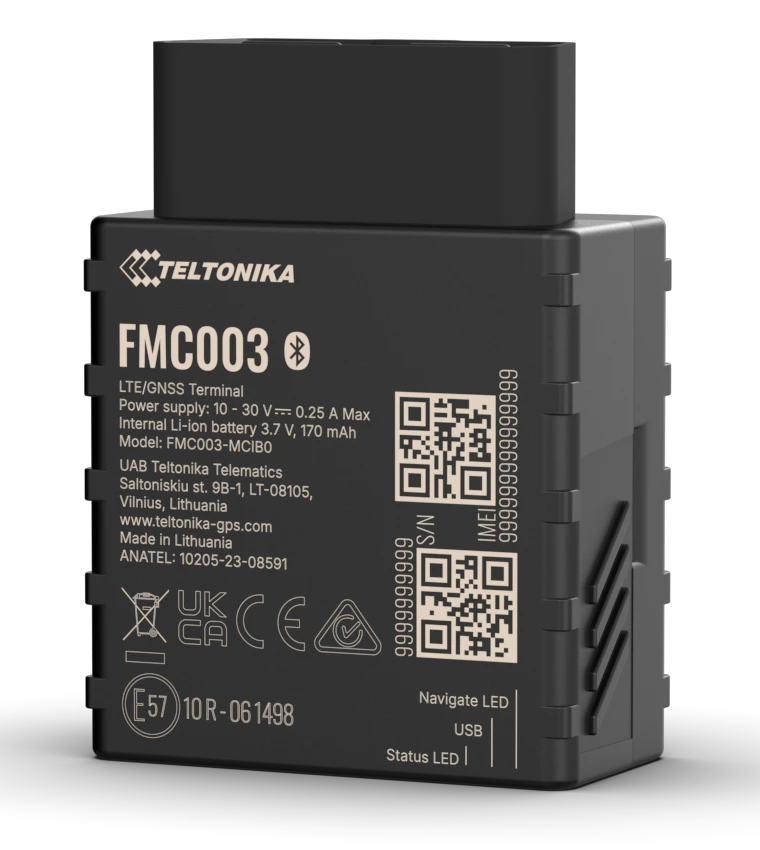 TELTONIKA
FMC003
LTE/GNSS Terminal
Power supply: 10 - 30 V⎓ 0.25 A Max
Internal Li-ion battery 3.7 V, 170 mAh
Model: FMC003-MCIB0
UAB Teltonika Telematics
Saltoniskiu st. 9B-1, LT-08105,
Vilnius, Lithuania
www.teltonika-gps.com
Made in Lithuania
ANATEL: 10205-23-08591
IMEI 999999999999999
S/N 9999999999
UK
CA
CE
E57 10 R - 06 1498
Navigate LED
USB
Status LED